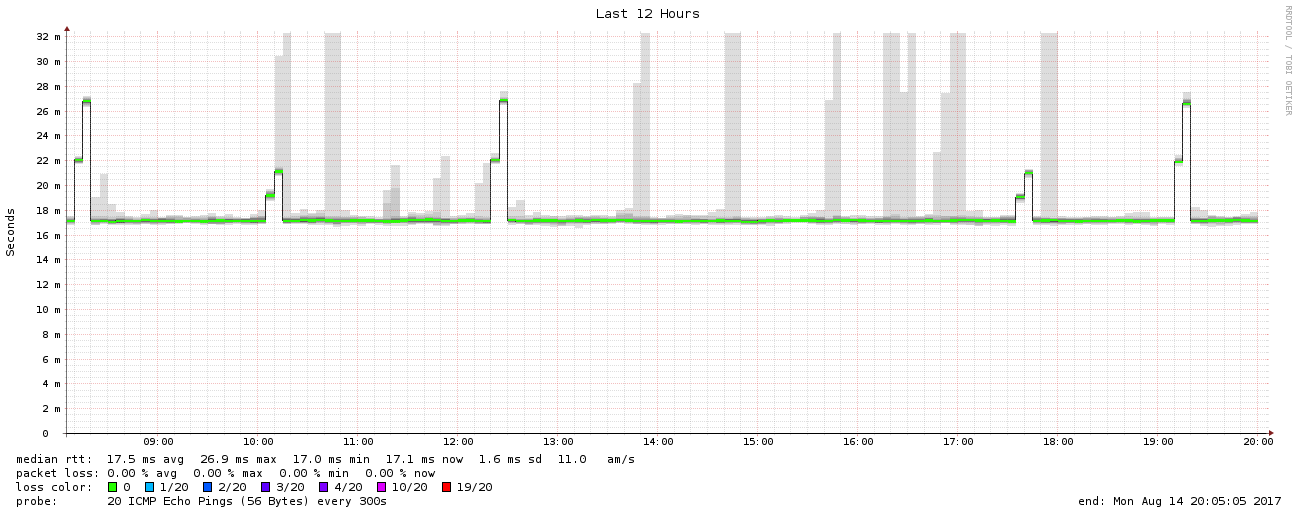 Last 12 Hours
RRDTOOL / TOBI OETIKER
Seconds
32 m
30 m
28 m
26 m
24 m
22 m
20 m
18 m
16 m
14 m
12 m
10 m
8 m
6 m
4 m
2 m
0
09:00 10:00 11:00 12:00 13:00 14:00 15:00 16:00 17:00 18:00 19:00 20:00
median rtt: 17.5 ms avg 26.9 ms max 17.0 ms min 17.1 ms now 1.6 ms sd 11.0 am/s
packet loss: 0.00 % avg 0.00 % max 0.00 % min 0.00 % now
loss color: 0 1/20 2/20 3/20 4/20 10/20 19/20
probe: 20 ICMP Echo Pings (56 Bytes) every 300s end: Mon Aug 14 20:05:05 2017